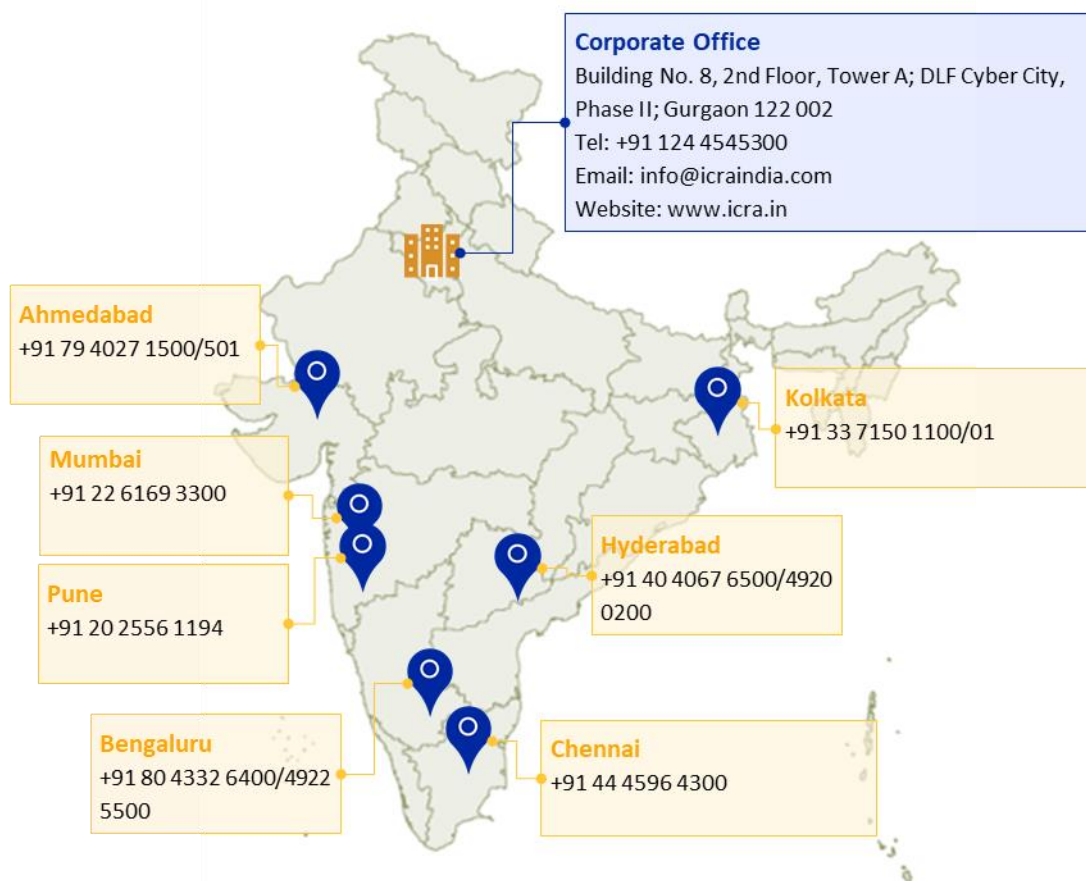 Corporate Office
Building No. 8, 2nd Floor, Tower A; DLF Cyber City,
Phase II; Gurgaon 122 002
Tel: +91 124 4545300
Email: info@icraindia.com
Website: www.icra.in
Ahmedabad
+91 79 4027 1500/501
Kolkata
+91 33 7150 1100/01
Mumbai
+91 22 6169 3300
Hyderabad
+91 40 4067 6500/4920
0200
Pune
+91 20 2556 1194
Bengaluru
+91 80 4332 6400/4922
5500
Chennai
+91 44 4596 4300